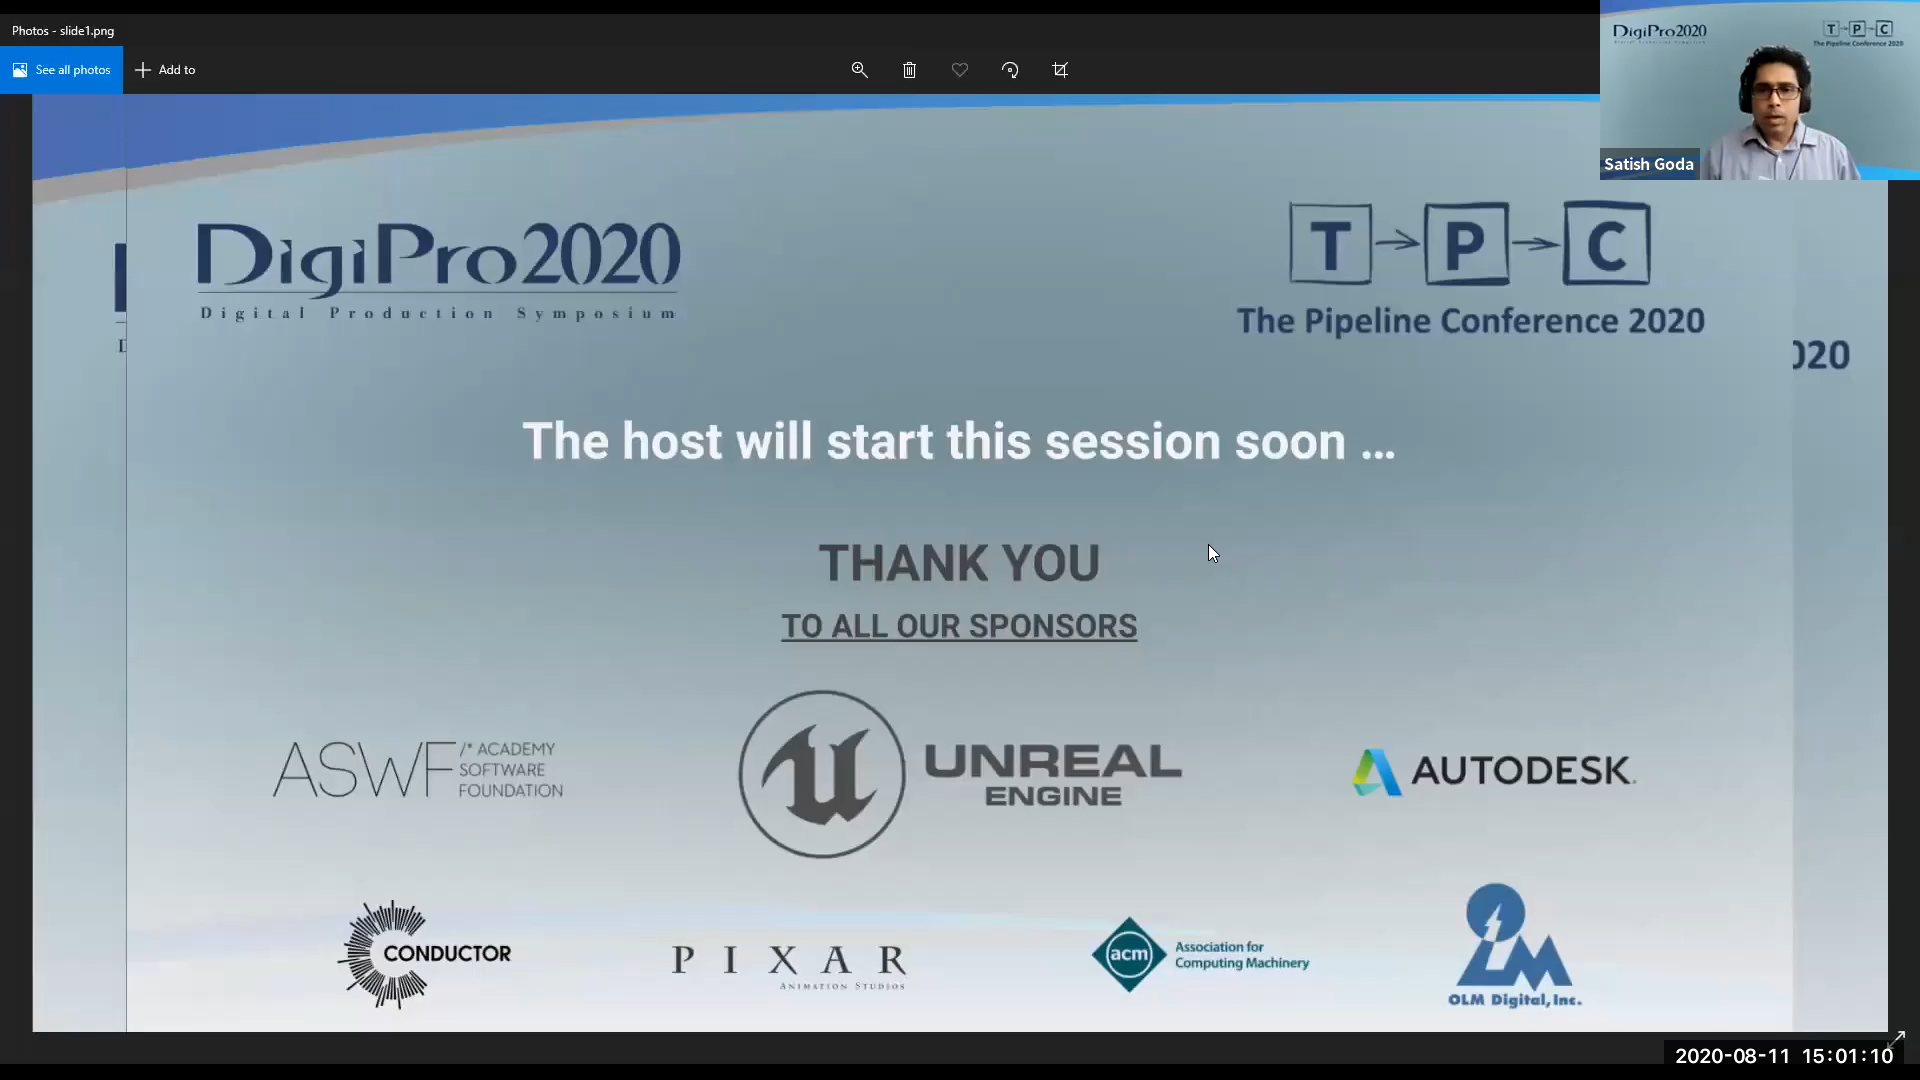 Photos - slide1.png
See all photos
Add to
DigiPro2020
T P C
The Pipeline Conference 2020
Satish Goda
DigiPro2020
Digital Production Symposium
T P C
The Pipeline Conference 2020
020
The host will start this session soon ...
THANK YOU
TO ALL OUR SPONSORS
ASWF /* ACADEMY
SOFTWARE
FOUNDATION
UNREAL
ENGINE
AUTODESK.
CONDUCTOR
PIXAR
ANIMATION STUDIOS
acm
Association for
Computing Machinery
OLM Digital, Inc.
2020-08-11 15:01:10